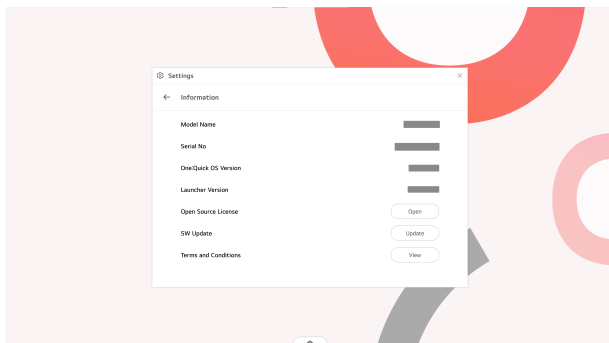 Settings
Information
Model Name
Serial No
One:Quick OS Version
Launcher Version
Open Source License Open
SW Update Update
Terms and Conditions View